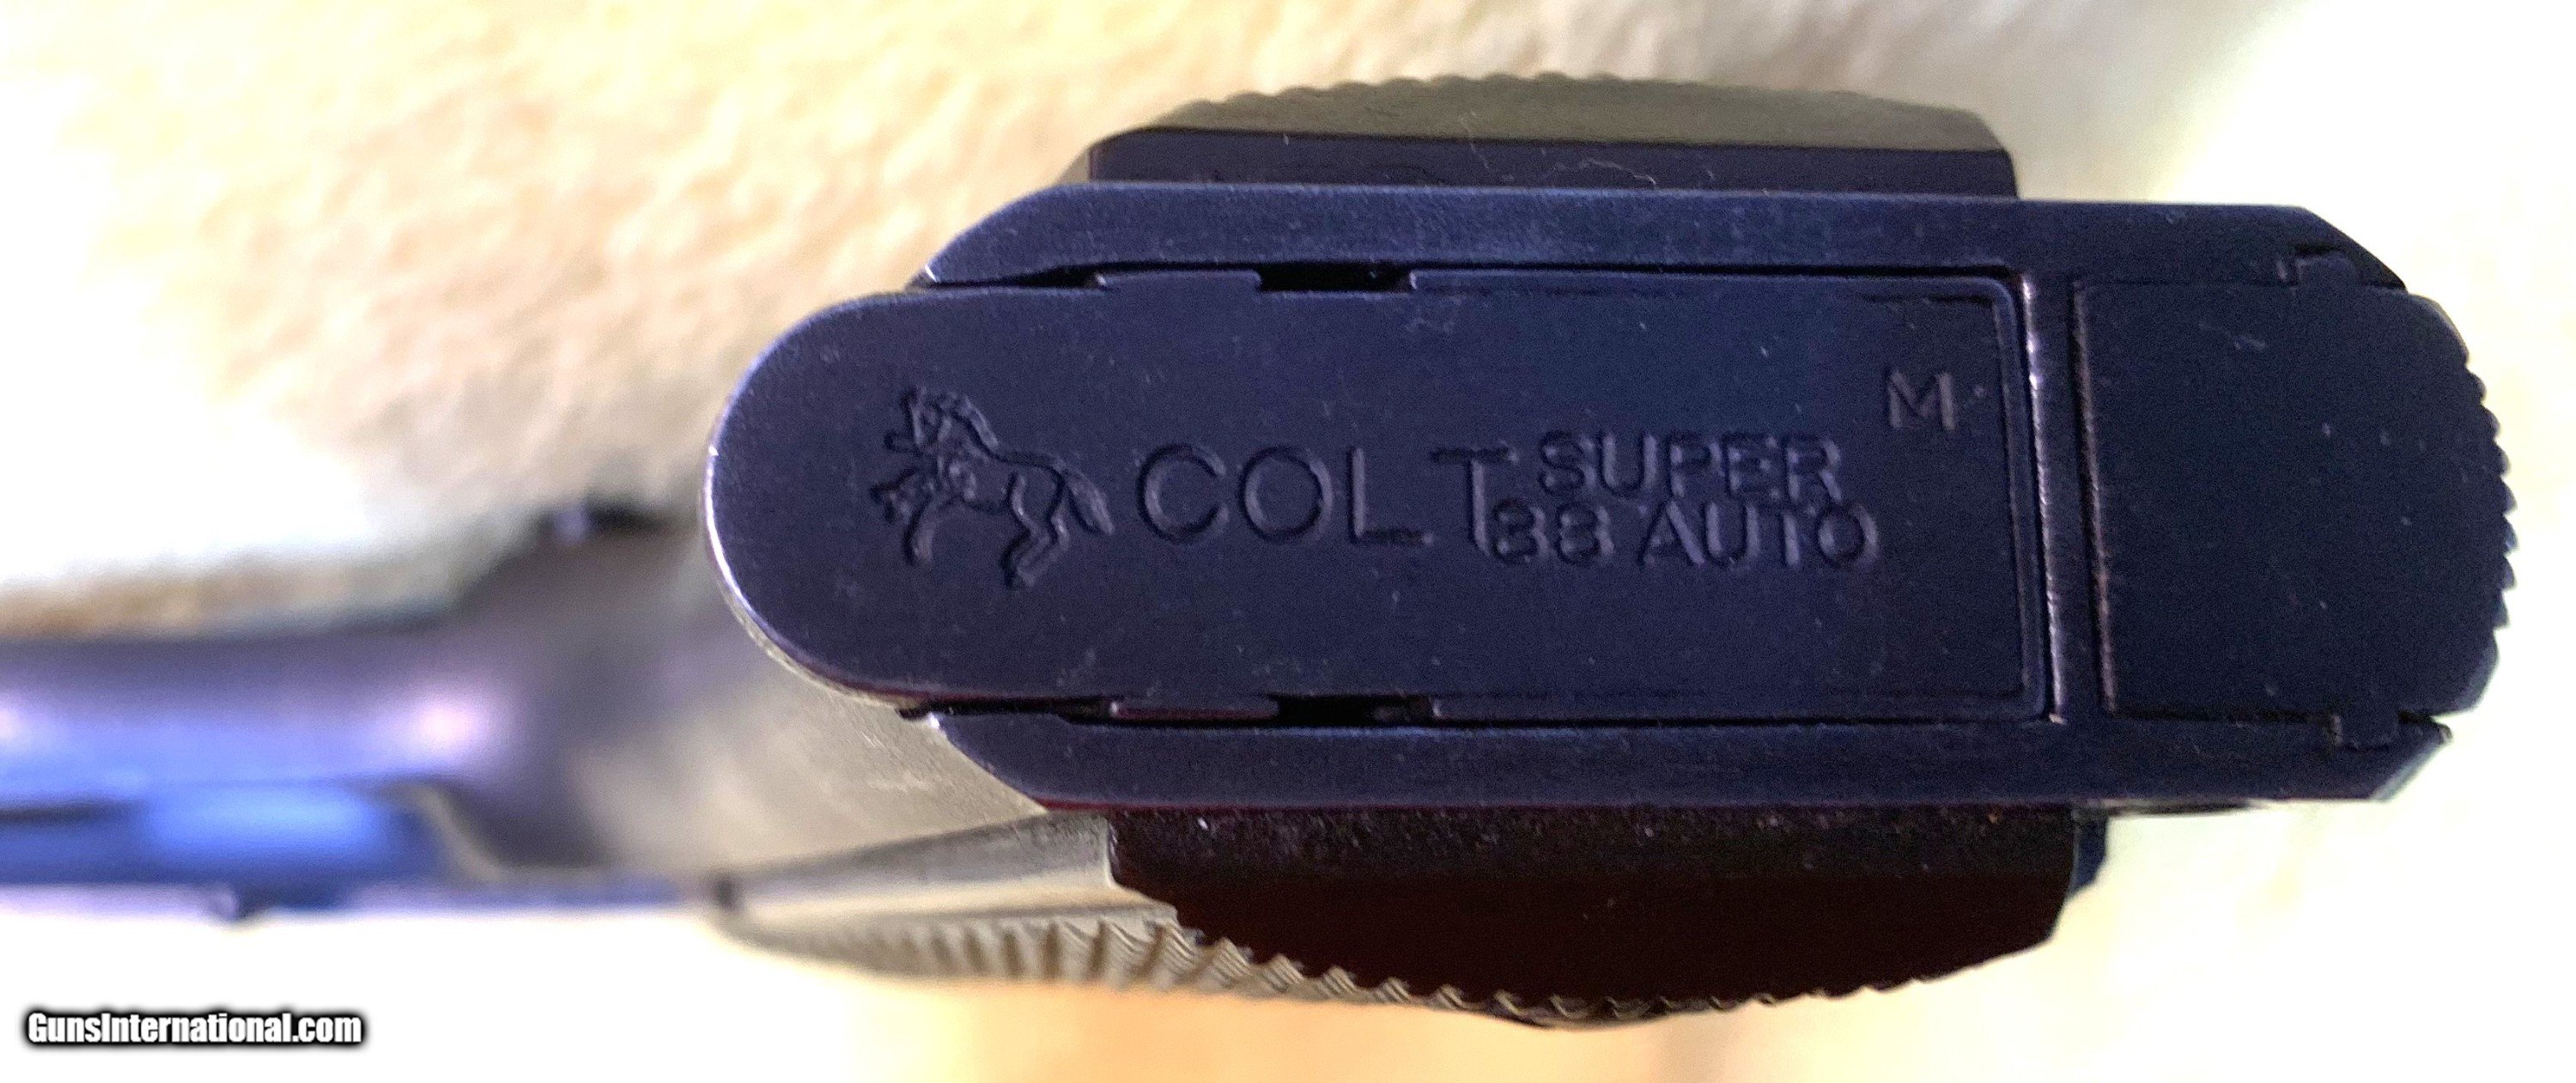 M
COLT SUPER
38 AUTO
GunsInternational.com